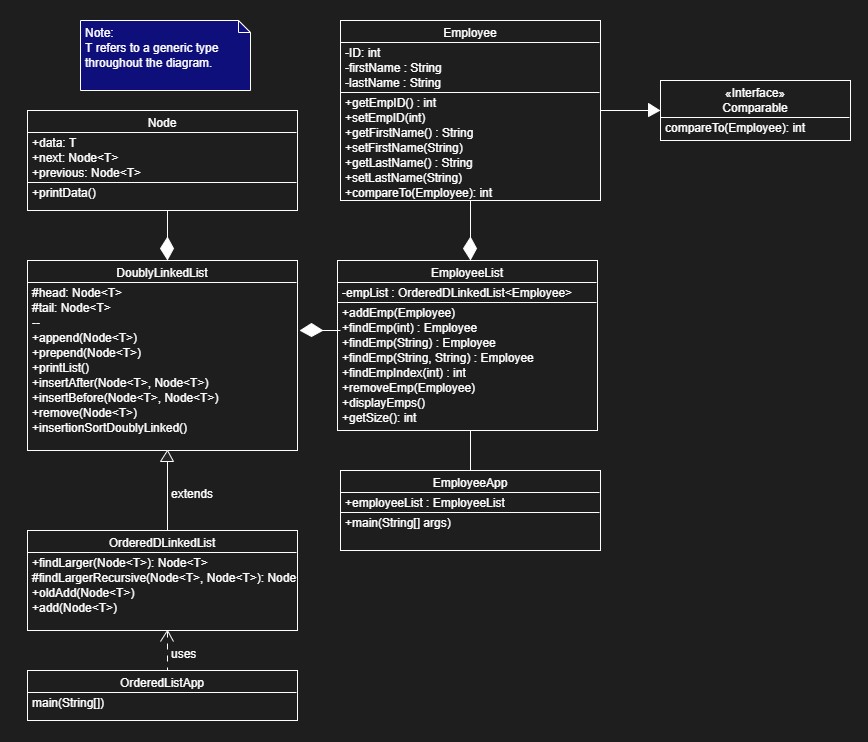 Note:
T refers to a generic type
throughout the diagram.
Node
+data: T
+next: Node<T>
+previous: Node<T>
+printData()
Employee
-ID: int
-firstName : String
-lastName : String
+getEmpID() : int
+setEmpID(int)
+getFirstName() : String
+setFirstName(String)
+getLastName() : String
+setLastName(String)
+compareTo(Employee): int
«Interface»
Comparable
compareTo(Employee): int
DoublyLinkedList
#head: Node<T>
#tail: Node<T>
--
+append(Node<T>)
+prepend(Node<T>)
+printList()
+insertAfter(Node<T>, Node<T>)
+insertBefore(Node<T>, Node<T>)
+remove(Node<T>)
+insertionSortDoublyLinked()
EmployeeList
-empList : OrderedDLinkedList<Employee>
+addEmp(Employee)
+findEmp(int) : Employee
+findEmp(String) : Employee
+findEmp(String, String) : Employee
+findEmpIndex(int) : int
+removeEmp(Employee)
+displayEmps()
+getSize(): int
extends
EmployeeApp
+employeeList : EmployeeList
+main(String[] args)
OrderedDLinkedList
+findLarger(Node<T>): Node<T>
#findLargerRecursive(Node<T>, Node<T>): Node
+oldAdd(Node<T>)
+add(Node<T>)
uses
OrderedListApp
main(String[])